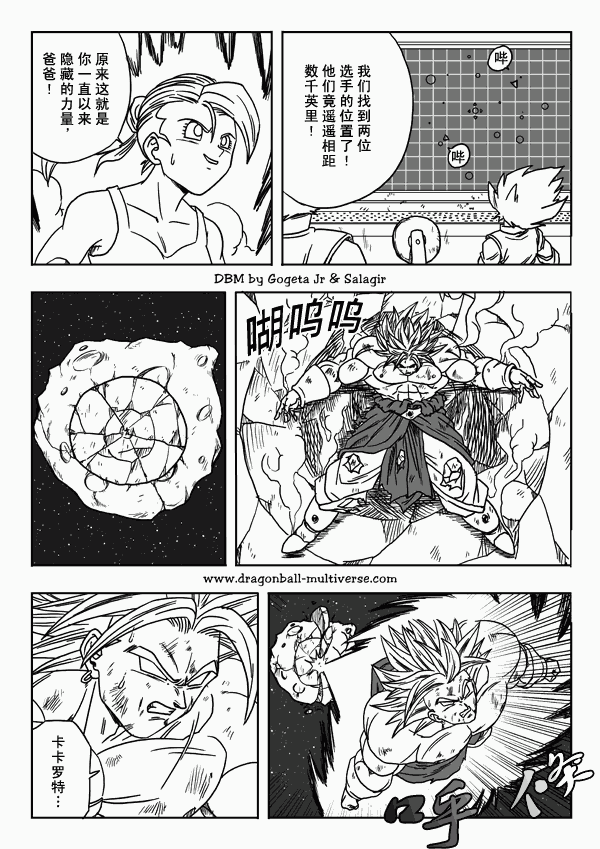 原来这就是
你一直以来
隐藏的力量，
爸爸！
我们找到两位
选手的位置了！
他们竟遥遥相距
数千英里！
哔
哔
DBM by Gogeta Jr & Salagir
呜呜
www.dragonball-multiverse.com
卡卡罗特…
呼